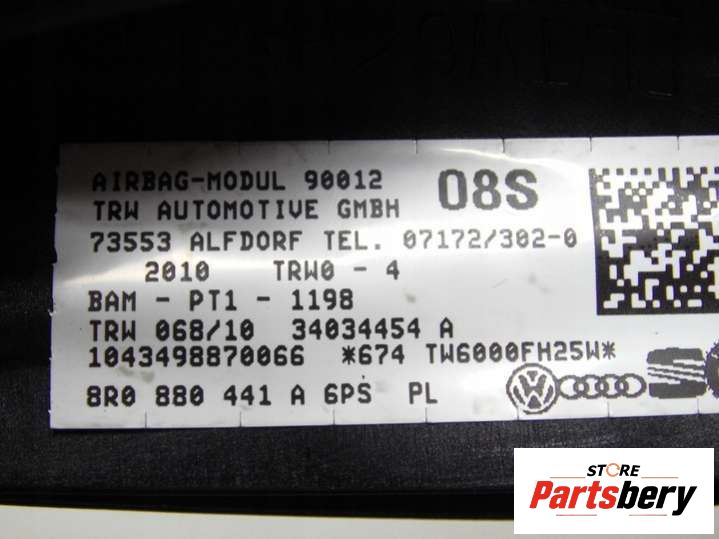 AIRBAG-MODUL 90012 08S
TRW AUTOMOTIVE GMBH
73553 ALFDORF TEL. 07172/302-0
2010 TRW0 - 4
BAM - PT1 - 1198
TRW 068/10 34034454 A
1043498870066 *674 TW6000FH25W*
8R0 880 441 A 6PS PL
STORE
Partsbery